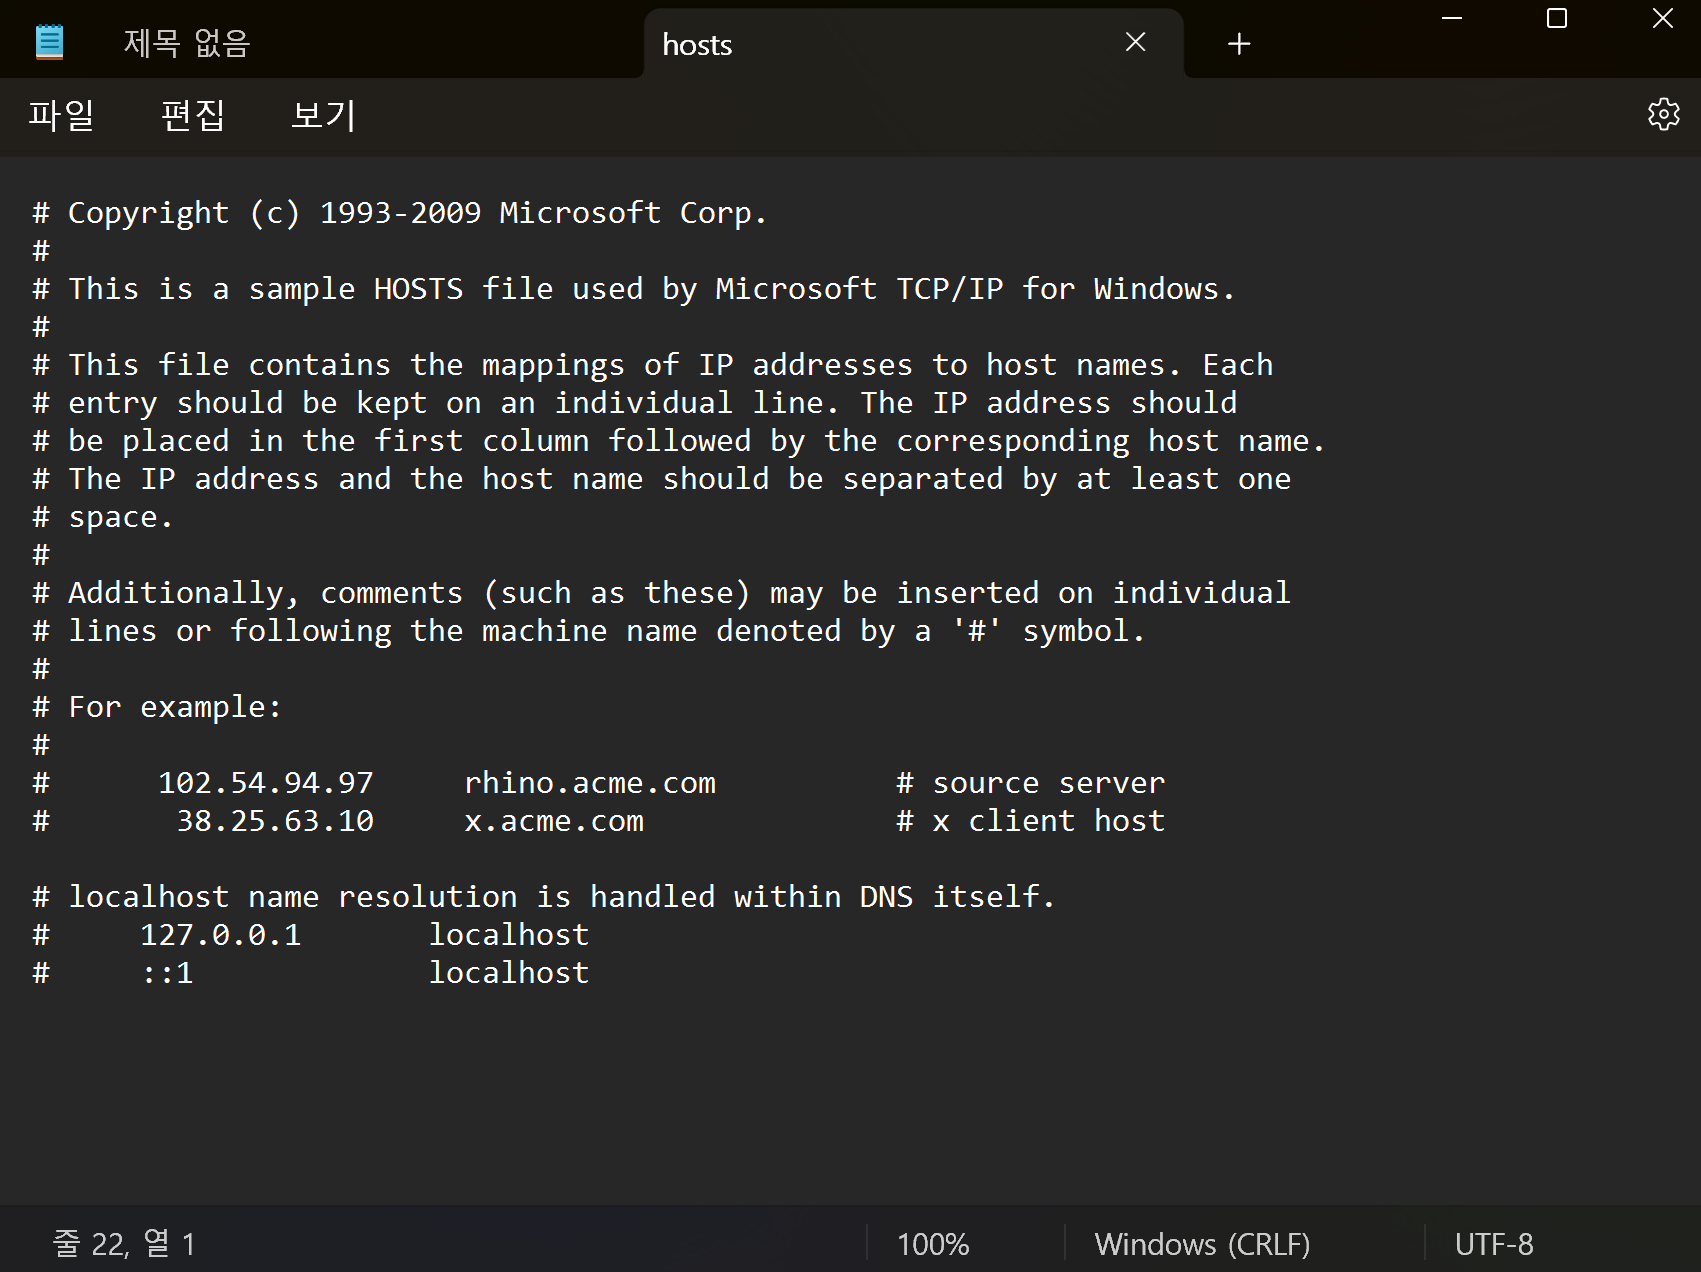 제목 없음
hosts
파일 편집 보기
# Copyright (c) 1993-2009 Microsoft Corp.
#
# This is a sample HOSTS file used by Microsoft TCP/IP for Windows.
#
# This file contains the mappings of IP addresses to host names. Each
# entry should be kept on an individual line. The IP address should
# be placed in the first column followed by the corresponding host name.
# The IP address and the host name should be separated by at least one
# space.
#
# Additionally, comments (such as these) may be inserted on individual
# lines or following the machine name denoted by a '#' symbol.
#
# For example:
#
#      102.54.94.97     rhino.acme.com          # source server
#       38.25.63.10     x.acme.com              # x client host

# localhost name resolution is handled within DNS itself.
#     127.0.0.1       localhost
#     ::1             localhost
줄 22, 열 1
100%
Windows (CRLF)
UTF-8